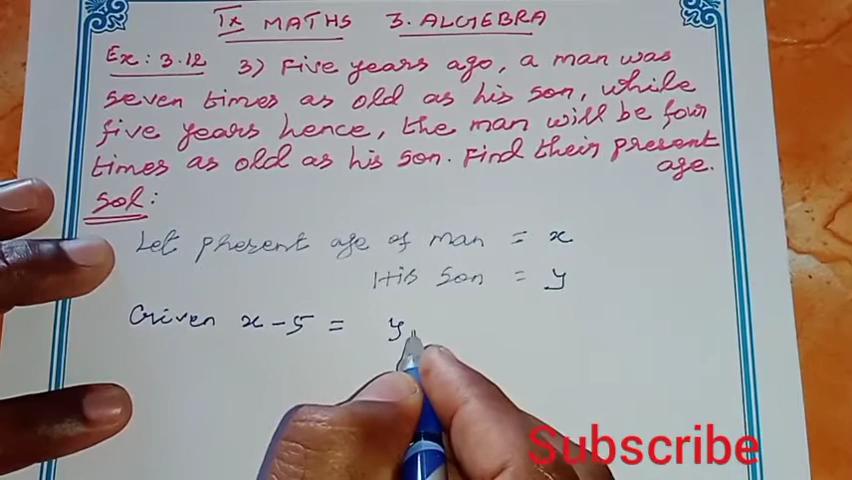 IX MATHS 3. ALGEBRA
Ex: 3.12 3) Five years ago, a man was
seven times as old as his son, while
five years hence, the man will be four
times as old as his son. Find their present
age.
Sol:
Let present age of man = x
His son = y
Given x - 5 = y
Subscribe